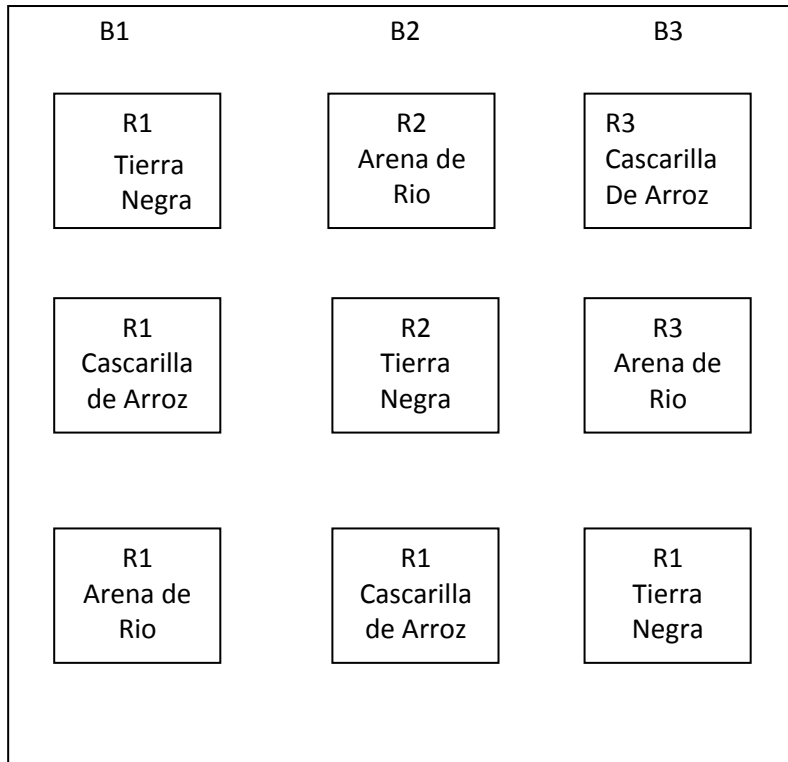 B1 B2 B3
R1
Tierra
Negra
R2
Arena de
Rio
R3
Cascarilla
De Arroz
R1
Cascarilla
de Arroz
R2
Tierra
Negra
R3
Arena de
Rio
R1
Arena de
Rio
R1
Cascarilla
de Arroz
R1
Tierra
Negra